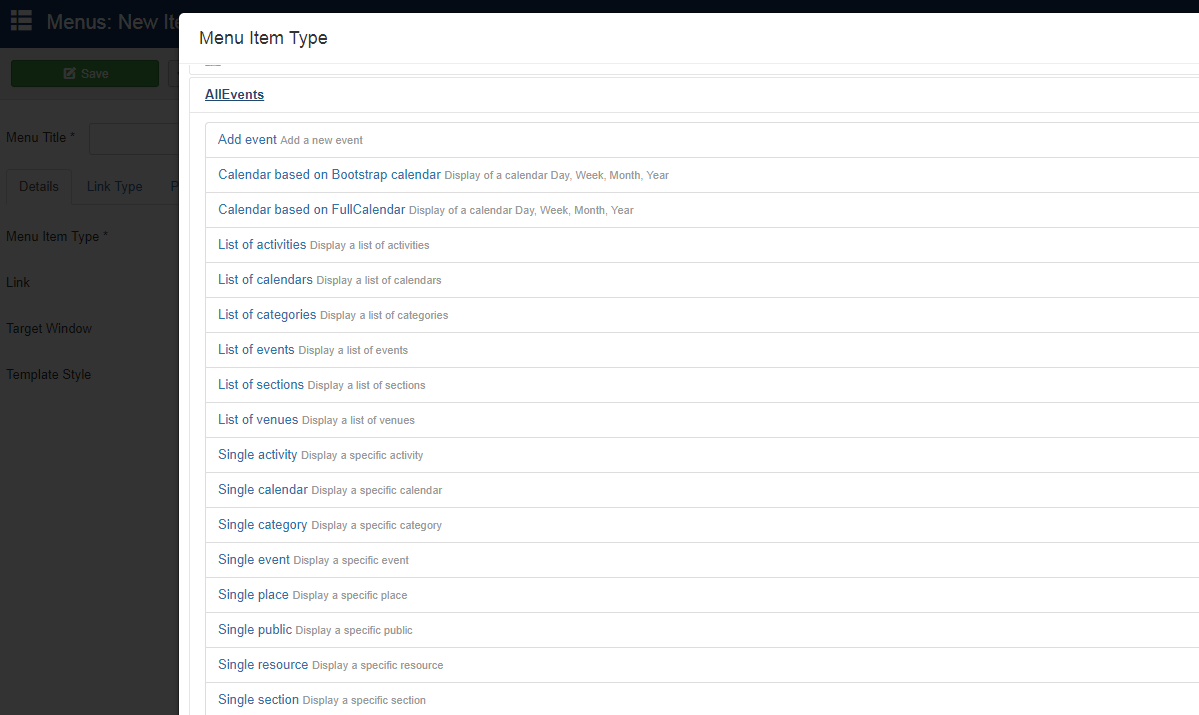 Menus: New Ite
Menu Item Type
Save
AllEvents
Menu Title *
Add event Add a new event
Calendar based on Bootstrap calendar Display of a calendar Day, Week, Month, Year
Details Link Type P
Calendar based on FullCalendar Display of a calendar Day, Week, Month, Year
Menu Item Type *
List of activities Display a list of activities
Link
List of calendars Display a list of calendars
List of categories Display a list of categories
Target Window
List of events Display a list of events
Template Style
List of sections Display a list of sections
List of venues Display a list of venues
Single activity Display a specific activity
Single calendar Display a specific calendar
Single category Display a specific category
Single event Display a specific event
Single place Display a specific place
Single public Display a specific public
Single resource Display a specific resource
Single section Display a specific section